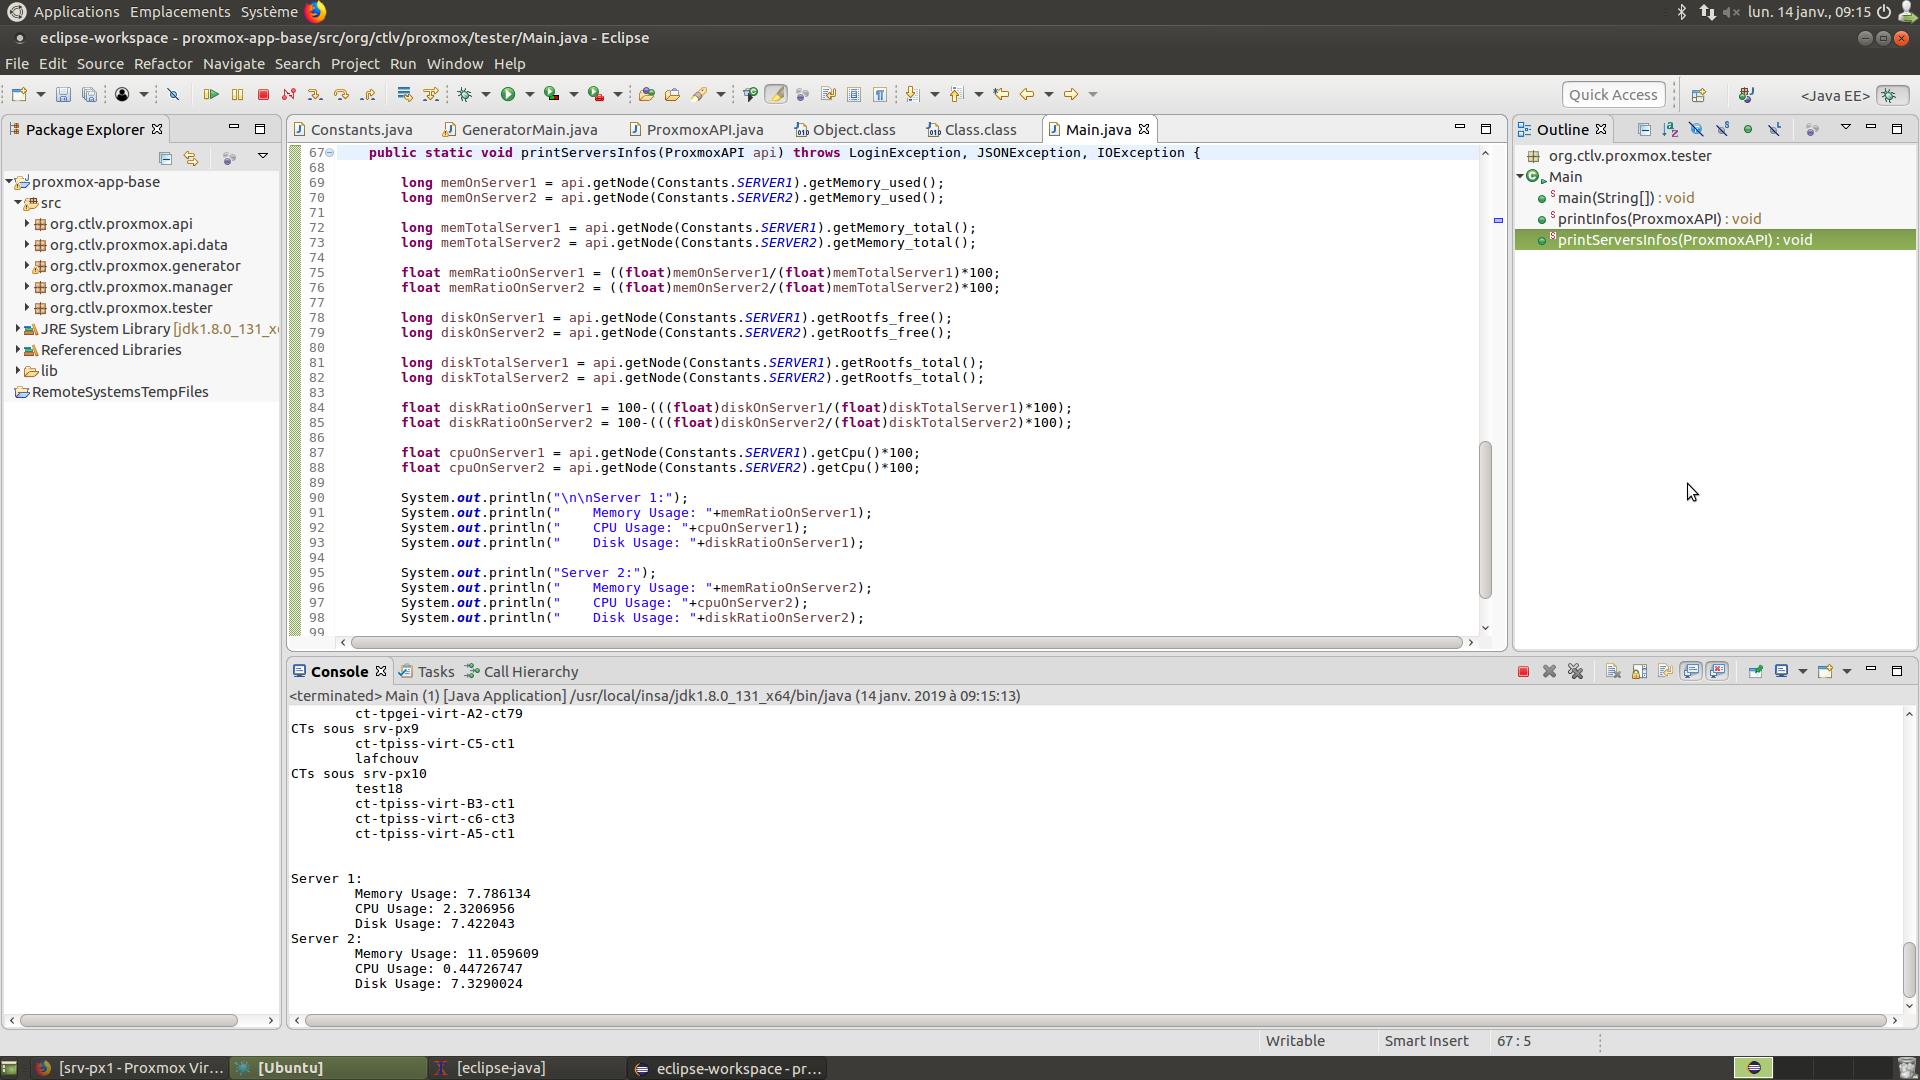 Applications Emplacements Système lun. 14 janv., 09:15
eclipse-workspace - proxmox-app-base/src/org/ctlv/proxmox/tester/Main.java - Eclipse
File Edit Source Refactor Navigate Search Project Run Window Help
Quick Access <Java EE>
Package Explorer
proxmox-app-base
src
org.ctlv.proxmox.api
org.ctlv.proxmox.api.data
org.ctlv.proxmox.generator
org.ctlv.proxmox.manager
org.ctlv.proxmox.tester
JRE System Library [jdk1.8.0_131_x
Referenced Libraries
lib
RemoteSystemsTempFiles
Constants.java GeneratorMain.java ProxmoxAPI.java Object.class Class.class Main.java
67 public static void printServersInfos(ProxmoxAPI api) throws LoginException, JSONException, IOException {
68
69 long memOnServer1 = api.getNode(Constants.SERVER1).getMemory_used();
70 long memOnServer2 = api.getNode(Constants.SERVER2).getMemory_used();
71
72 long memTotalServer1 = api.getNode(Constants.SERVER1).getMemory_total();
73 long memTotalServer2 = api.getNode(Constants.SERVER2).getMemory_total();
74
75 float memRatioOnServer1 = ((float)memOnServer1/(float)memTotalServer1)*100;
76 float memRatioOnServer2 = ((float)memOnServer2/(float)memTotalServer2)*100;
77
78 long diskOnServer1 = api.getNode(Constants.SERVER1).getRootfs_free();
79 long diskOnServer2 = api.getNode(Constants.SERVER2).getRootfs_free();
80
81 long diskTotalServer1 = api.getNode(Constants.SERVER1).getRootfs_total();
82 long diskTotalServer2 = api.getNode(Constants.SERVER2).getRootfs_total();
83
84 float diskRatioOnServer1 = 100-(((float)diskOnServer1/(float)diskTotalServer1)*100);
85 float diskRatioOnServer2 = 100-(((float)diskOnServer2/(float)diskTotalServer2)*100);
86
87 float cpuOnServer1 = api.getNode(Constants.SERVER1).getCpu()*100;
88 float cpuOnServer2 = api.getNode(Constants.SERVER2).getCpu()*100;
89
90 System.out.println("\n\nServer 1:");
91 System.out.println("    Memory Usage: "+memRatioOnServer1);
92 System.out.println("    CPU Usage: "+cpuOnServer1);
93 System.out.println("    Disk Usage: "+diskRatioOnServer1);
94
95 System.out.println("Server 2:");
96 System.out.println("    Memory Usage: "+memRatioOnServer2);
97 System.out.println("    CPU Usage: "+cpuOnServer2);
98 System.out.println("    Disk Usage: "+diskRatioOnServer2);
99
Outline
org.ctlv.proxmox.tester
Main
main(String[]) : void
printInfos(ProxmoxAPI) : void
printServersInfos(ProxmoxAPI) : void
Console Tasks Call Hierarchy
<terminated> Main (1) [Java Application] /usr/local/insa/jdk1.8.0_131_x64/bin/java (14 janv. 2019 à 09:15:13)
ct-tpgei-virt-A2-ct79
CTs sous srv-px9
ct-tpiss-virt-C5-ct1
lafchouv
CTs sous srv-px10
test18
ct-tpiss-virt-B3-ct1
ct-tpiss-virt-c6-ct3
ct-tpiss-virt-A5-ct1
Server 1:
Memory Usage: 7.786134
CPU Usage: 2.3206956
Disk Usage: 7.422043
Server 2:
Memory Usage: 11.059609
CPU Usage: 0.44726747
Disk Usage: 7.3290024
Writable Smart Insert 67 : 5
[srv-px1 - Proxmox Vir... [Ubuntu] [eclipse-java] eclipse-workspace - pr...